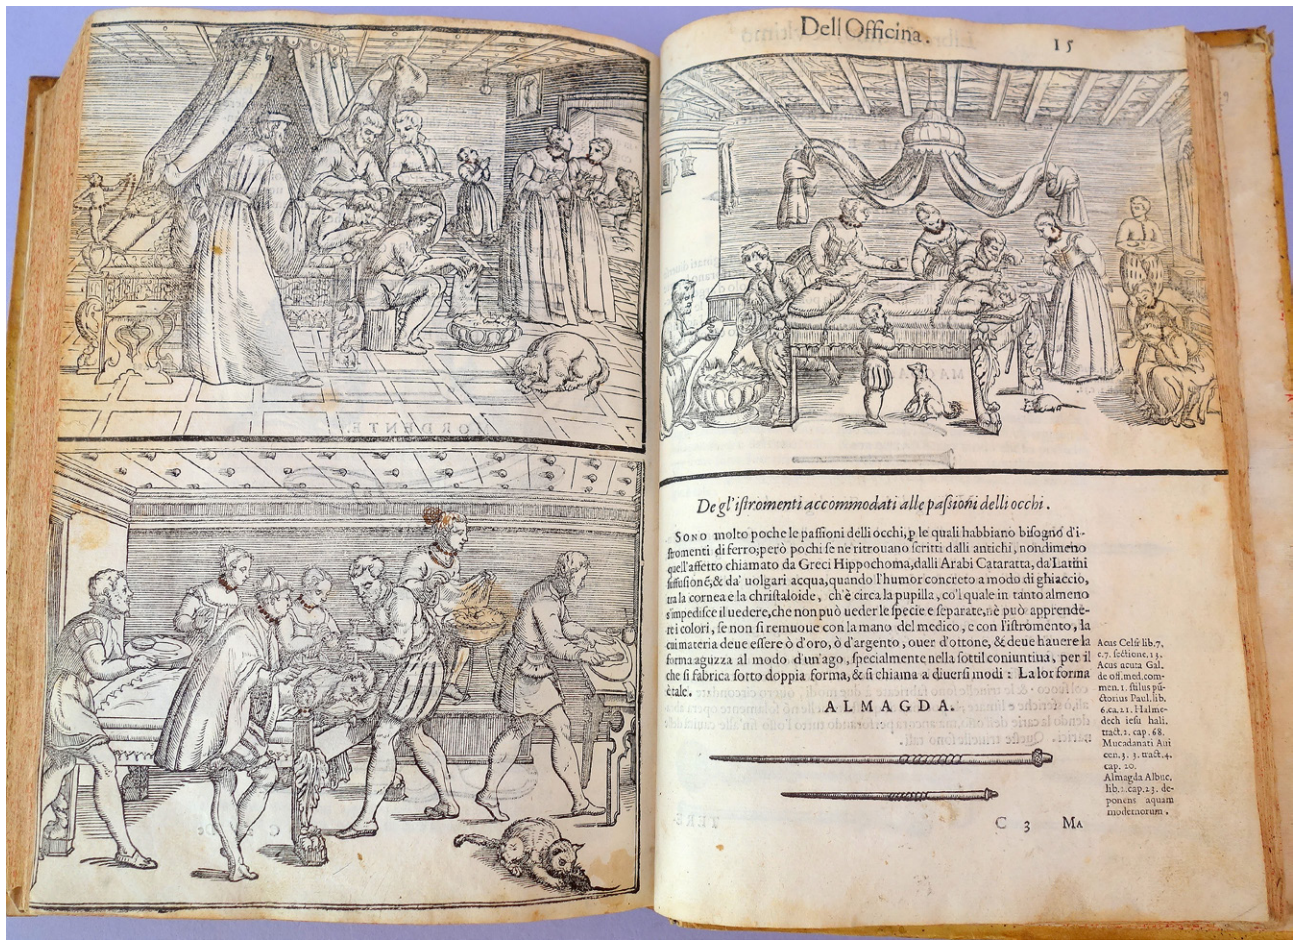 Dell Officina.
15
De gl'istromenti accommodati alle passioni delli occhi.
SONO molto poche le passioni delli occhi, p le quali habbiano bisogno d'i-
stromenti di ferro; però pochi se ne ritrouano scritti dalli antichi, nondimeno
quell'affetto chiamato da Greci Hippochoma, dalli Arabi Cataratta, da'Latini
suffusione, & da' uolgari acqua, quando l'humor concreto a modo di ghiaccio,
tra la cornea e la christaloide, ch'è circa la pupilla, co'l quale in tanto almeno
s'impedisce il uedere, che non può ueder le specie e separate, nè può apprende-
re i colori, se non si remuoue con la mano del medico, e con l'istromento, la
cui materia deue essere ò d'oro, ò d'argento, ouer d'ottone, & deue hauere la
forma aguzza al modo d'un'ago, specialmente nella sottil coniuntiua, per il
che si fabrica sotto doppia forma, & si chiama a diuersi modi: La lor forma
è tale.
Acus Celsi lib.7.
c.7. sectione.13.
Acus acuta Gal.
de off.med.com-
men.1. stilus pū-
ctorius Paul.lib.
6.ca.21. Halme-
dech iesu hali.
tract.2. cap. 68.
Mucadanati Aui
cen.3. 3. tract.4.
cap. 20.
Almagda Albuc.
lib.2.cap.23. de-
ponens aquam
modernorum.
ALMAGDA.
C 3 MA